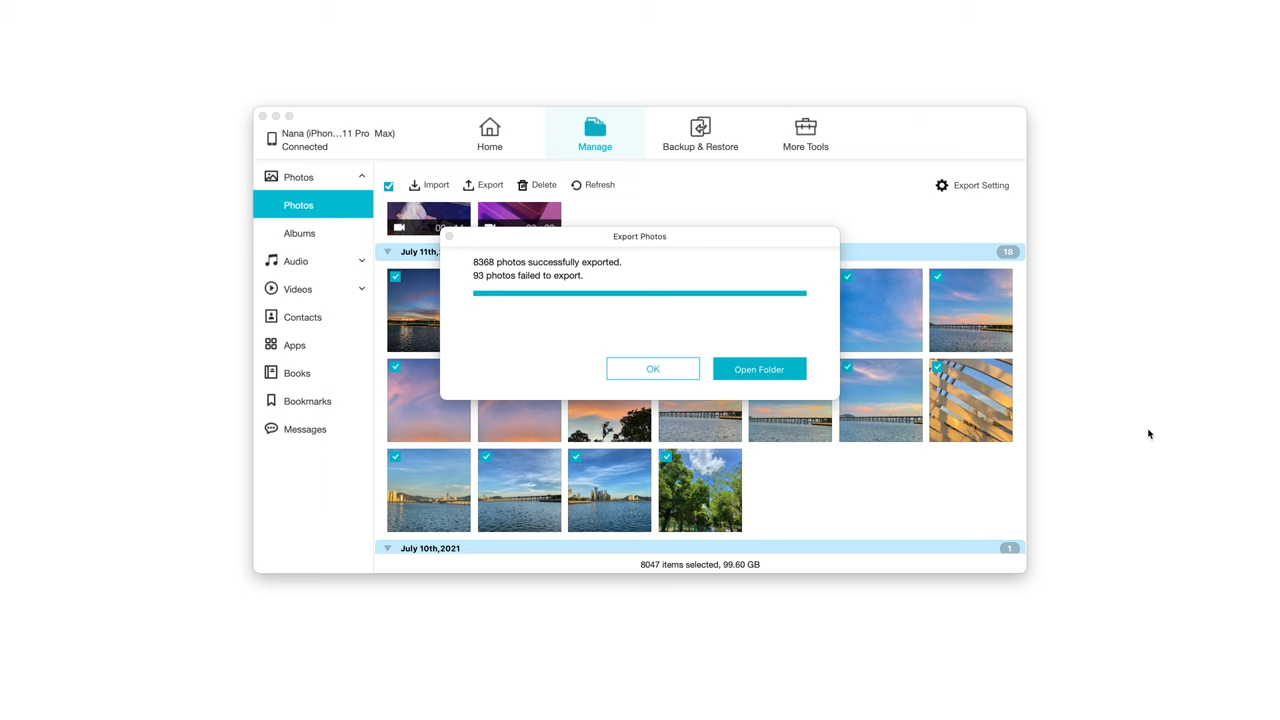 Nana (iPhon...11 Pro Max)
Connected
Home
Manage
Backup & Restore
More Tools
Photos
Photos
Albums
Audio
Videos
Contacts
Apps
Books
Bookmarks
Messages
Import
Export
Delete
Refresh
Export Setting
July 11th,
18
Export Photos
8368 photos successfully exported.
93 photos failed to export.
OK
Open Folder
July 10th,2021
1
8047 items selected, 99.60 GB